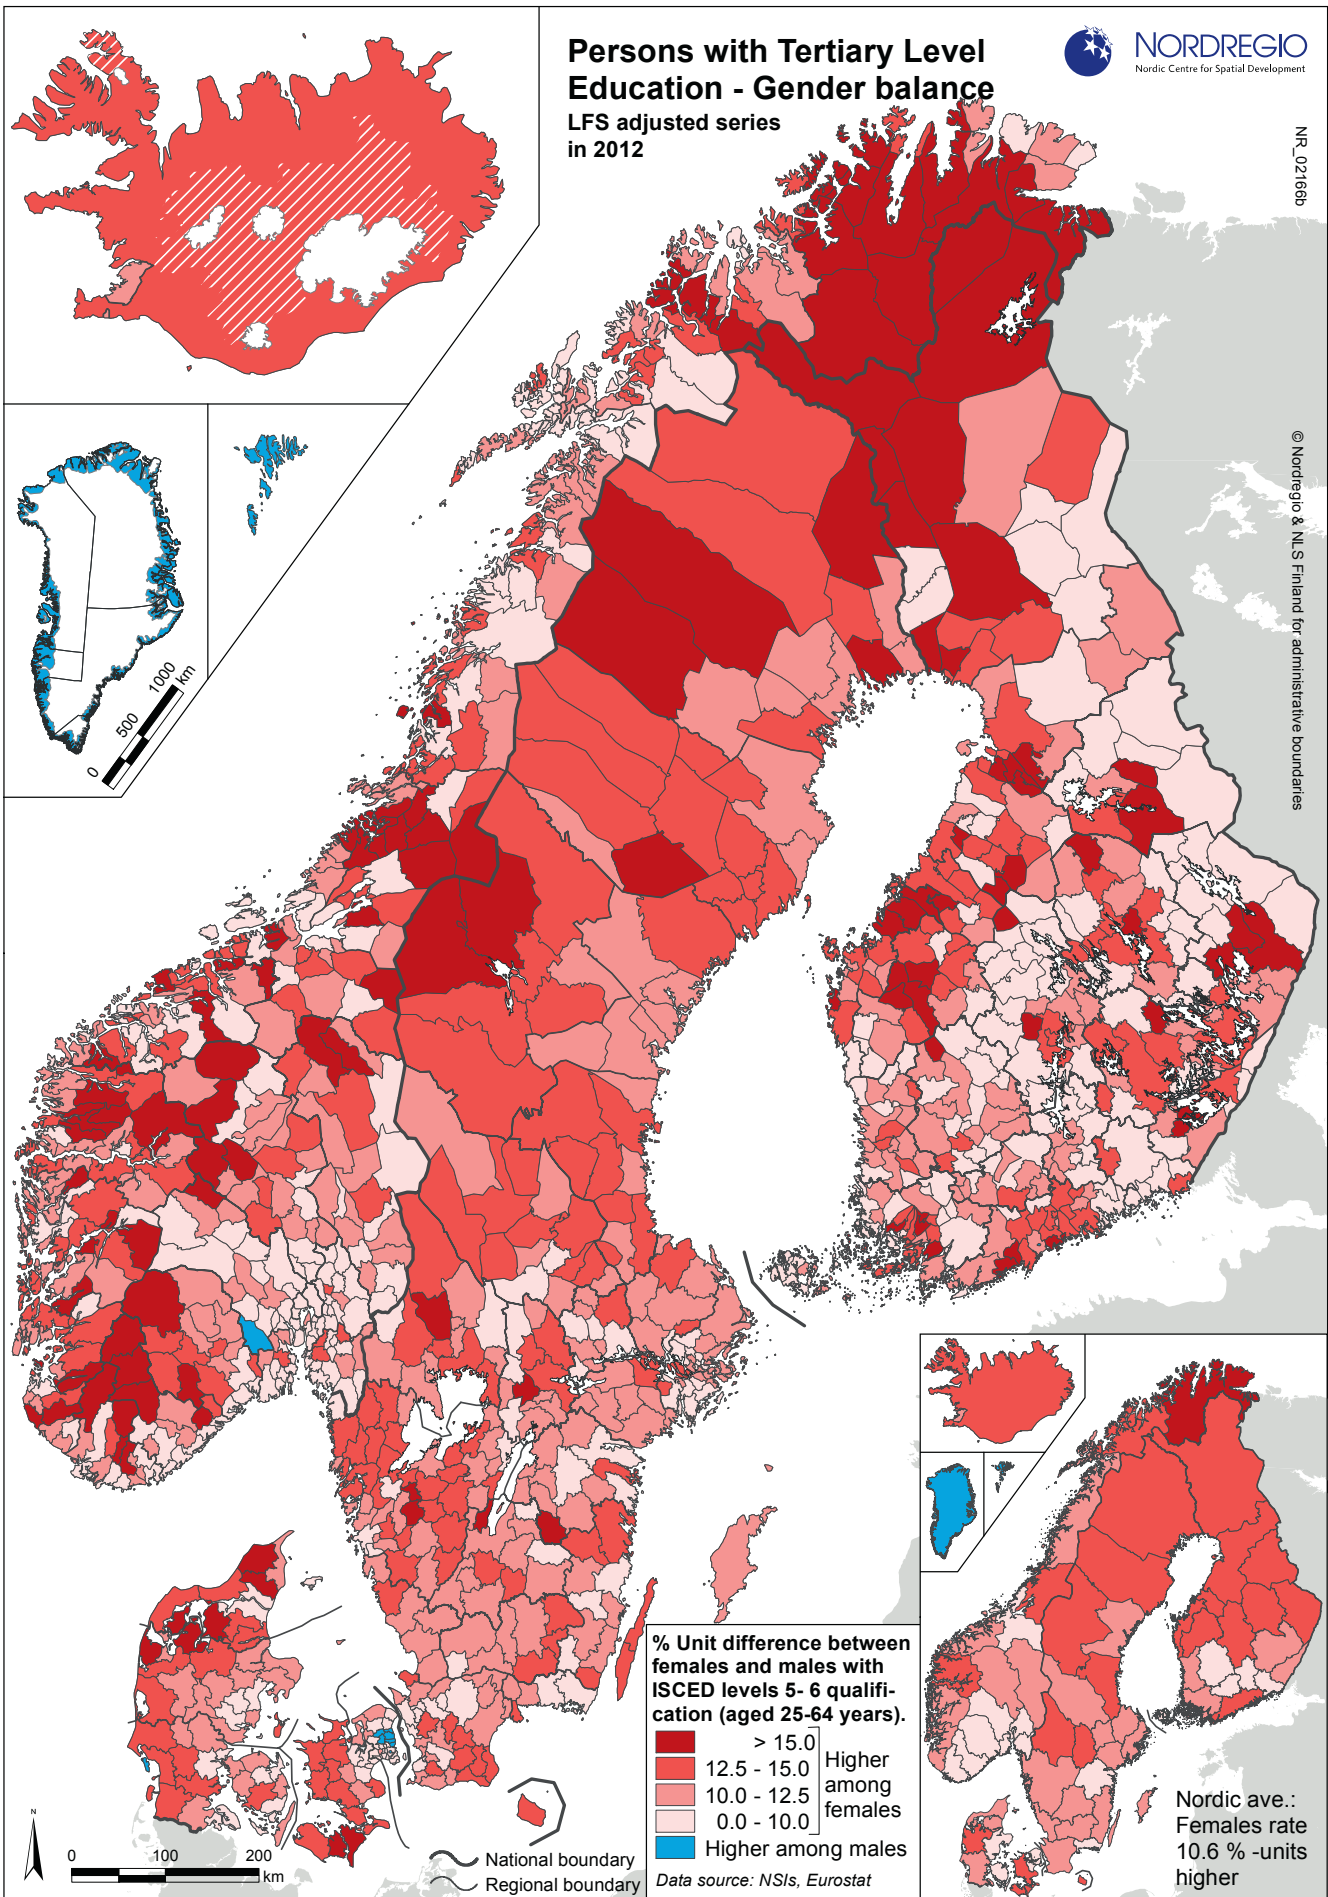 Persons with Tertiary Level
Education - Gender balance
LFS adjusted series
in 2012
NORDREGIO
Nordic Centre for Spatial Development
NR_02166b
© Nordregio & NLS Finland for administrative boundaries
0
500
1000
km
N
0
100
200
km
National boundary
Regional boundary
% Unit difference between
females and males with
ISCED levels 5- 6 qualifi-
cation (aged 25-64 years).
> 15.0
12.5 - 15.0
10.0 - 12.5
0.0 - 10.0
Higher
among
females
Higher among males
Data source: NSIs, Eurostat
Nordic ave.:
Females rate
10.6 % -units
higher